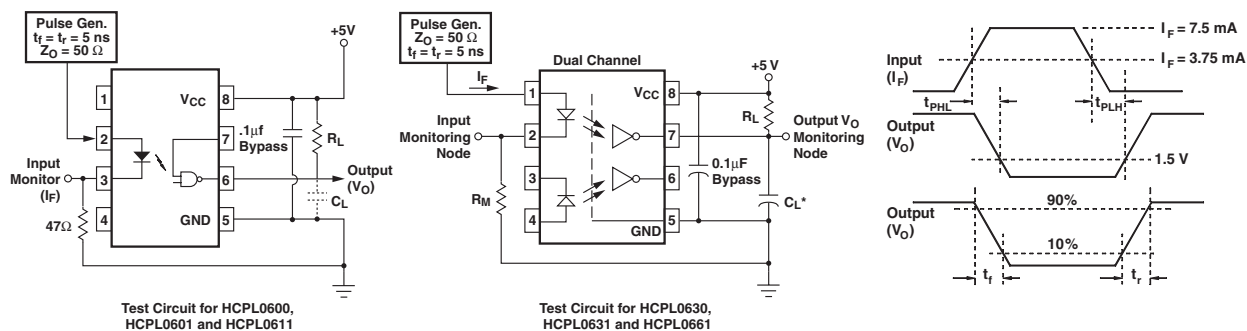 Pulse Gen.
tf = tr = 5 ns
ZO = 50 Ω
+5V
1
VCC
8
2
7
.1µf
Bypass
RL
Input
Monitor
(IF)
3
6
Output
(VO)
CL
47Ω
4
GND
5
Test Circuit for HCPL0600,
HCPL0601 and HCPL0611
Pulse Gen.
ZO = 50 Ω
tf = tr = 5 ns
Dual Channel
IF
+5 V
1
VCC
8
RL
Input
Monitoring
Node
2
7
Output VO
Monitoring
Node
3
6
0.1µF
Bypass
RM
CL*
4
GND
5
Test Circuit for HCPL0630,
HCPL0631 and HCPL0661
Input
(IF)
IF = 7.5 mA
IF = 3.75 mA
tPHL
tPLH
Output
(VO)
1.5 V
90%
Output
(VO)
10%
tf
tr